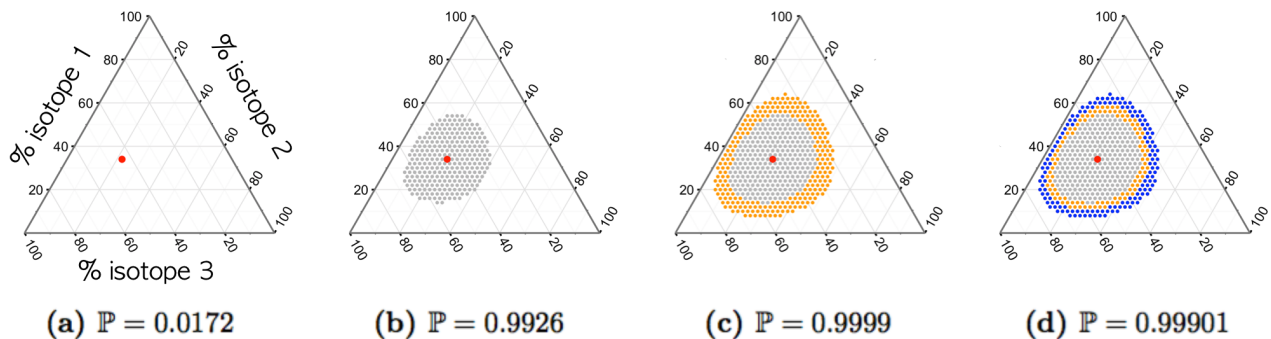 100 100 100 100
80 20 80 20 80 20 80 20
% isotope 1 % isotope 2
60 40 60 40 60 40 60 40
40 60 40 60 40 60 40 60
20 80 20 80 20 80 20 80
100 80 60 40 20 100 100 80 60 40 20 100 100 80 60 40 20 100 100 80 60 40 20 100
% isotope 3
(a) ℙ = 0.0172 (b) ℙ = 0.9926 (c) ℙ = 0.9999 (d) ℙ = 0.99901